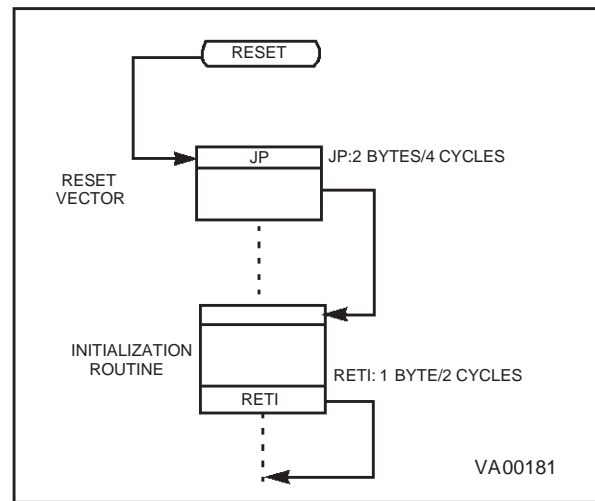 RESET
JP
JP:2 BYTES/4 CYCLES
RESET
VECTOR
INITIALIZATION
ROUTINE
RETI: 1 BYTE/2 CYCLES
RETI
VA00181